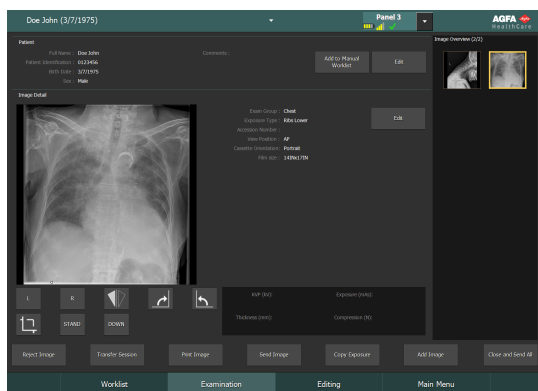 Doe John (3/7/1975)
Panel 3
AGFA
HealthCare
Patient
Full Name : Doe John
Patient Identification : 0123456
Birth Date : 3/7/1975
Sex : Male
Comments :
Add to Manual
Worklist
Edit
Image Overview (2/2)
Image Detail
Exam Group : Chest
Exposure Type : Ribs Lower
Accession Number :
View Position : AP
Cassette Orientation : Portrait
Film size : 14INx17IN
Edit
L
R
STAND
DOWN
KVP (kV):
Exposure (mAs):
Thickness (mm):
Compression (N):
Reject Image
Transfer Session
Print Image
Send Image
Copy Exposure
Add Image
Close and Send All
Worklist
Examination
Editing
Main Menu